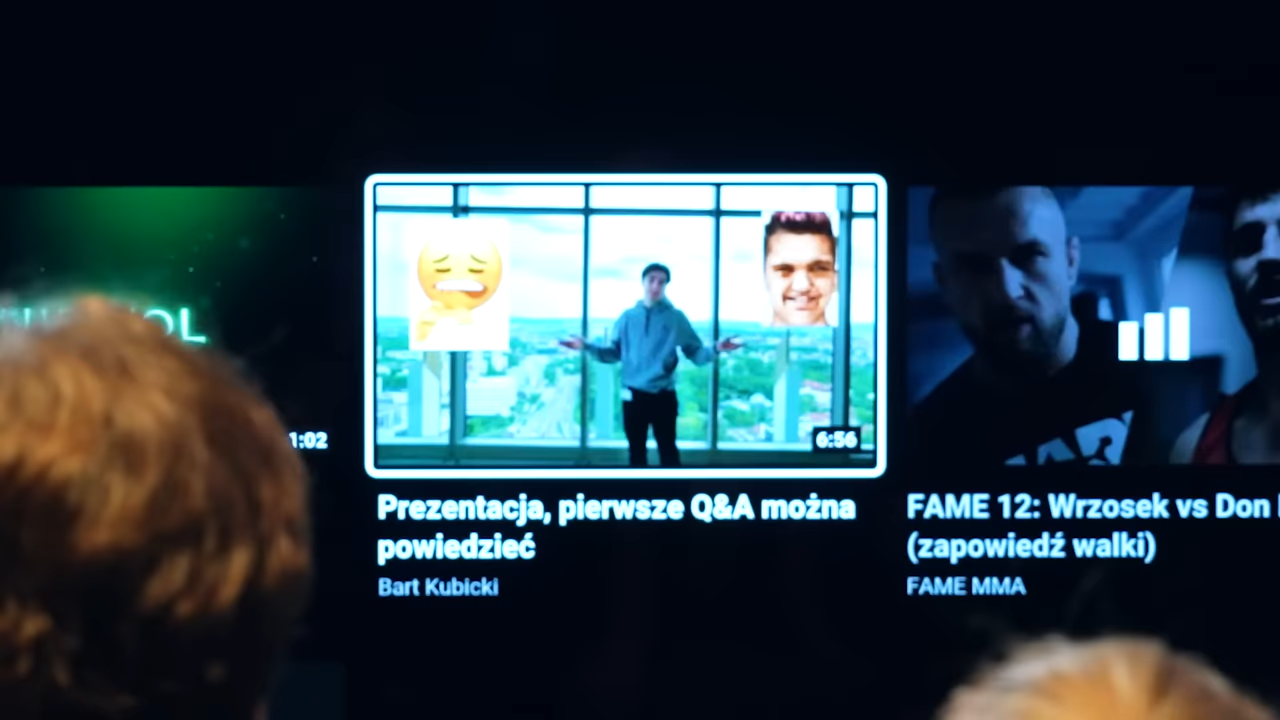 1:02
6:56
Prezentacja, pierwsze Q&A można
powiedzieć
Bart Kubicki
FAME 12: Wrzosek vs Don
(zapowiedź walki)
FAME MMA